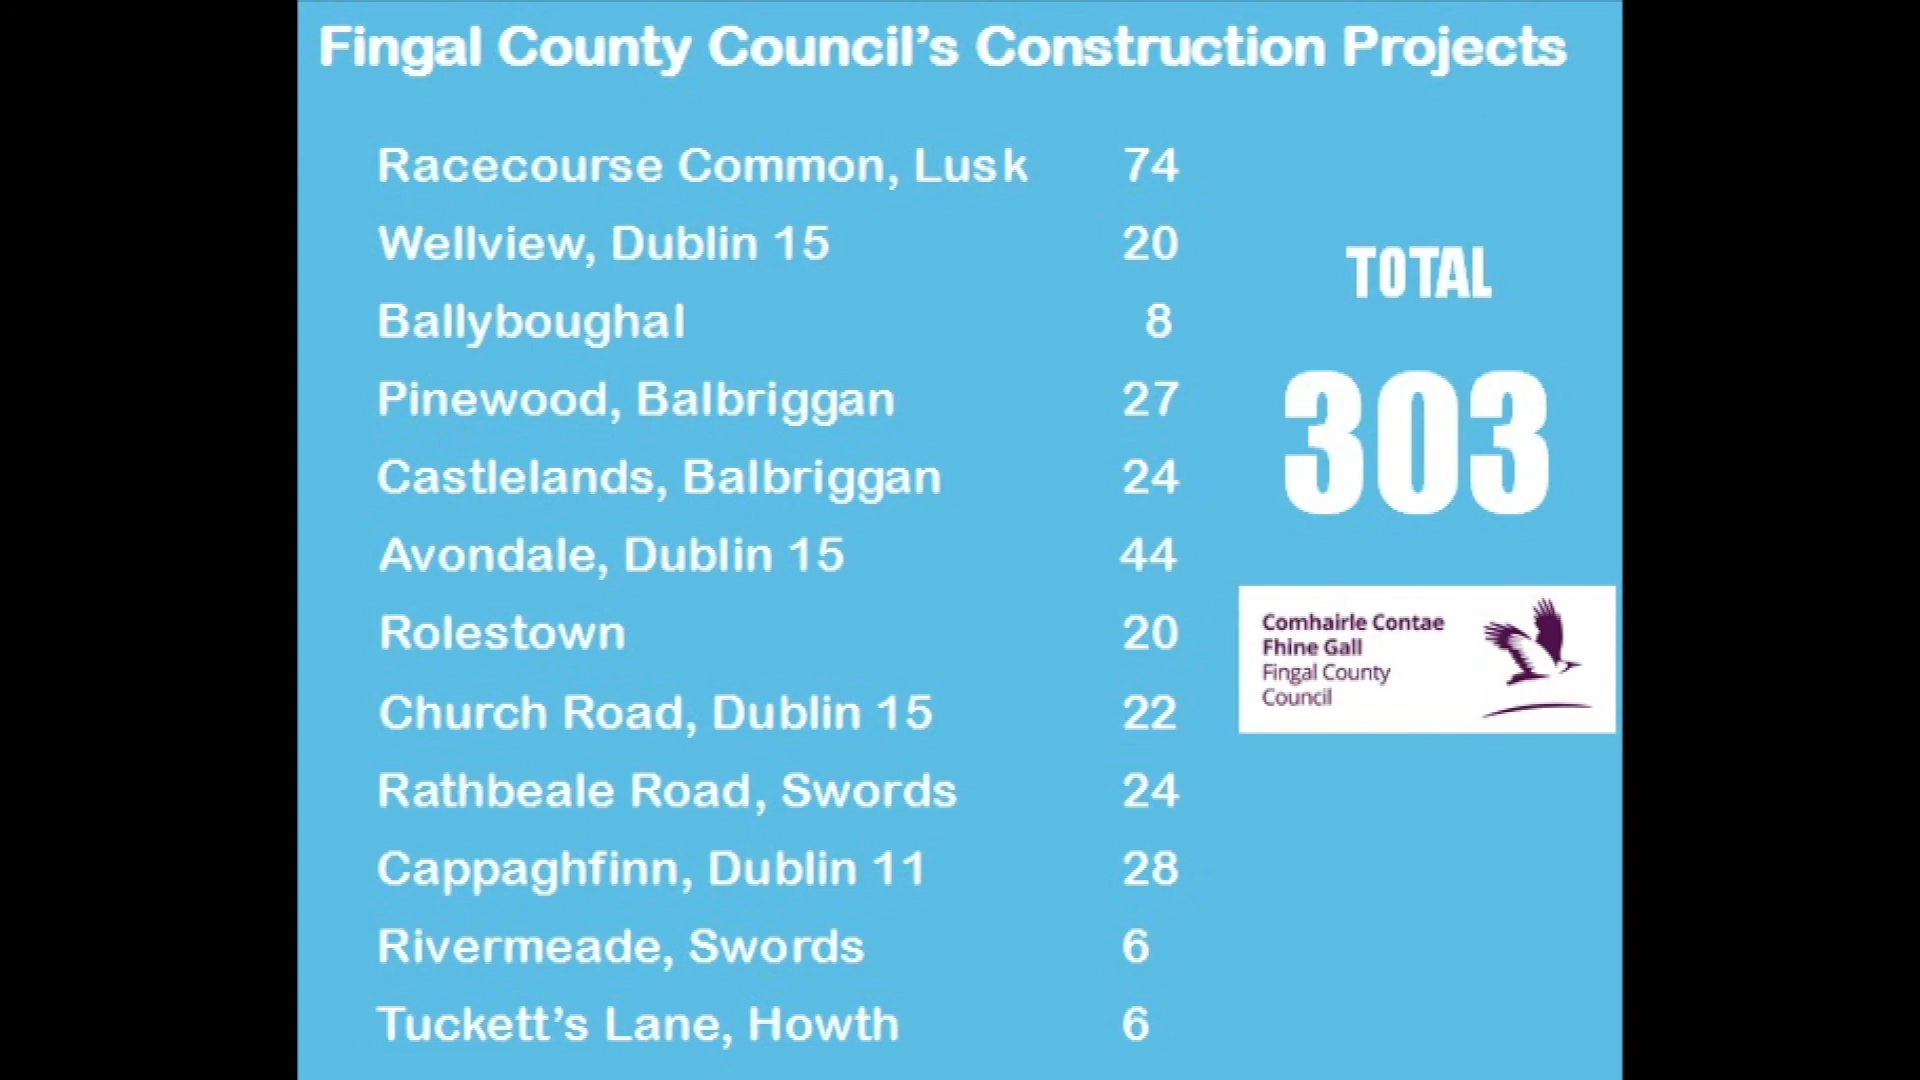 Fingal County Council’s Construction Projects
Racecourse Common, Lusk 74
Wellview, Dublin 15 20
Ballyboughal 8
Pinewood, Balbriggan 27
Castlelands, Balbriggan 24
Avondale, Dublin 15 44
Rolestown 20
Church Road, Dublin 15 22
Rathbeale Road, Swords 24
Cappaghfinn, Dublin 11 28
Rivermeade, Swords 6
Tuckett’s Lane, Howth 6
TOTAL
303
Comhairle Contae
Fhine Gall
Fingal County
Council